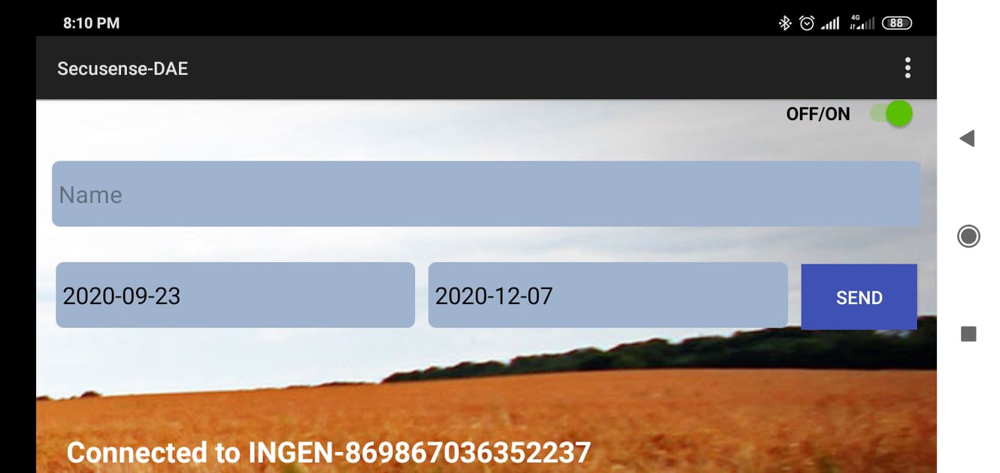 8:10 PM 4G 88
Secusense-DAE
OFF/ON
Name
2020-09-23 2020-12-07 SEND
Connected to INGEN-869867036352237